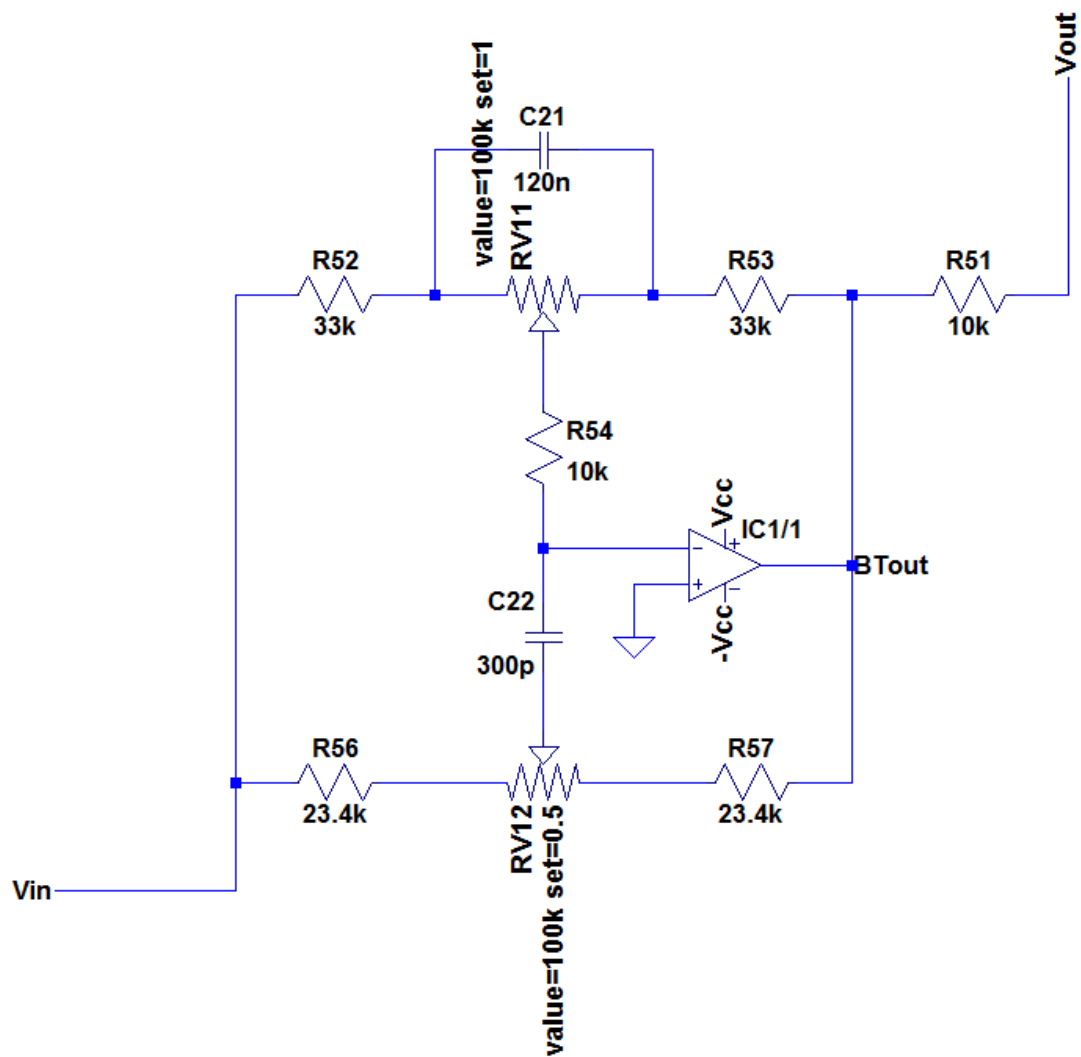 Vout
value=100k set=1
C21
120n
RV11
R52
33k
R53
33k
R51
10k
R54
10k
Vcc
IC1/1
-
+
+
-
BTout
-Vcc
C22
300p
R56
23.4k
RV12
value=100k set=0.5
R57
23.4k
Vin